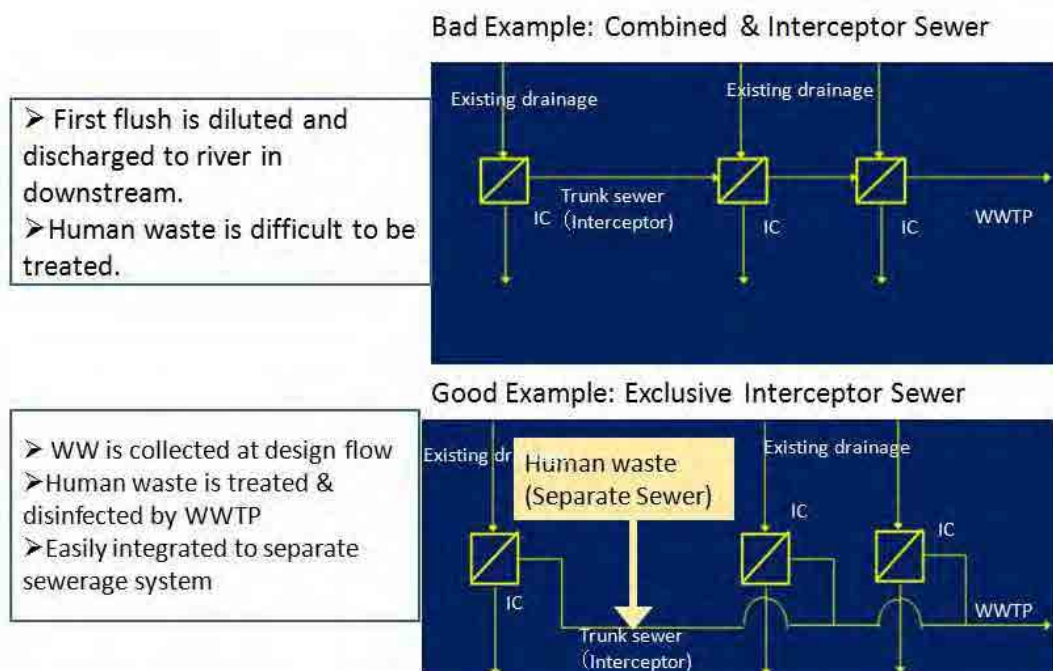 Bad Example: Combined & Interceptor Sewer
➤ First flush is diluted and
discharged to river in
downstream.
➤Human waste is difficult to be
treated.
Existing drainage
Existing drainage
Trunk sewer
IC (Interceptor)
IC
IC
WWTP
Good Example: Exclusive Interceptor Sewer
➤ WW is collected at design flow
➤Human waste is treated &
disinfected by WWTP
➤Easily integrated to separate
sewerage system
Existing dr
Human waste
(Separate Sewer)
Existing drainage
IC
IC
IC
WWTP
Trunk sewer
(Interceptor)